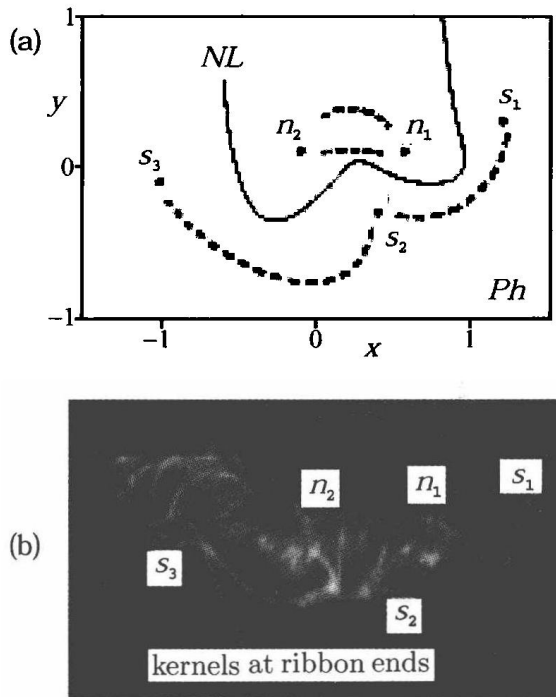 (a)
1
NL
y
n₂
n₁
s₁
0
s₃
s₂
Ph
−1
−1
0
1
x
(b)
n₂
n₁
s₁
s₃
s₂
kernels at ribbon ends